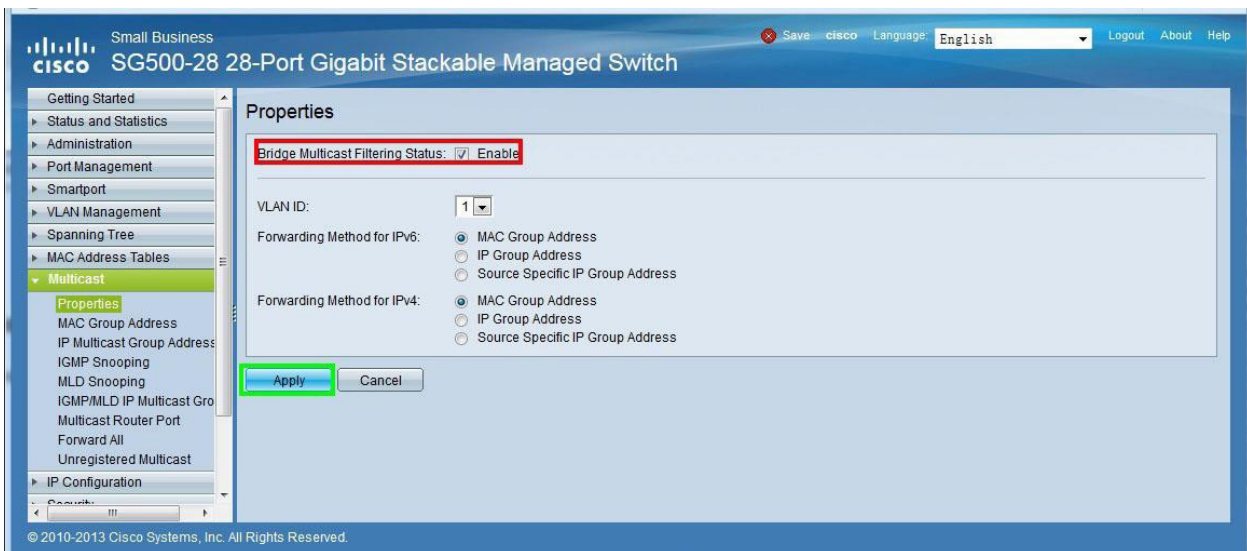 Small Business
CISCO SG500-28 28-Port Gigabit Stackable Managed Switch
Save cisco Language: English Logout About Help
Getting Started
Status and Statistics
Administration
Port Management
Smartport
VLAN Management
Spanning Tree
MAC Address Tables
Multicast
Properties
MAC Group Address
IP Multicast Group Address
IGMP Snooping
MLD Snooping
IGMP/MLD IP Multicast Gro
Multicast Router Port
Forward All
Unregistered Multicast
IP Configuration
Properties
Bridge Multicast Filtering Status: Enable
VLAN ID: 1
Forwarding Method for IPv6: MAC Group Address
IP Group Address
Source Specific IP Group Address
Forwarding Method for IPv4: MAC Group Address
IP Group Address
Source Specific IP Group Address
Apply Cancel
© 2010-2013 Cisco Systems, Inc. All Rights Reserved.